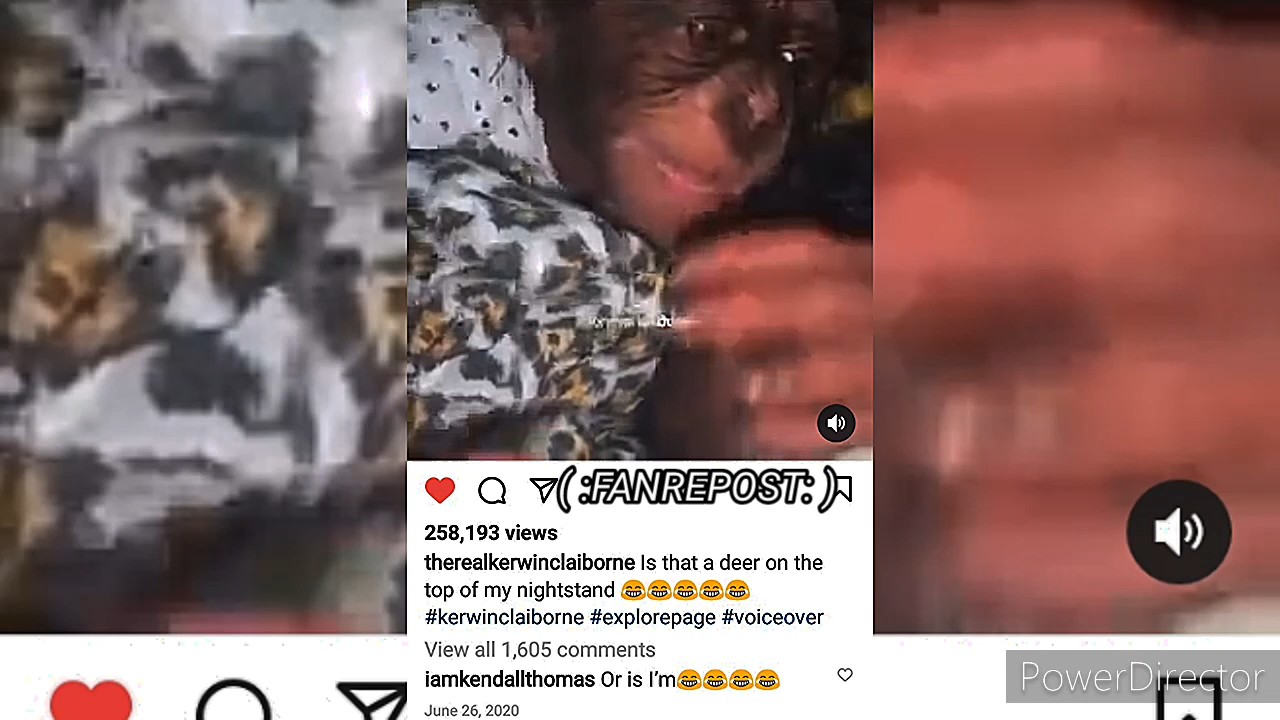 ( :FANREPOST: )
258,193 views
therealkerwinclaiborne Is that a deer on the
top of my nightstand 😂😂😂😂😂
#kerwinclaiborne #explorepage #voiceover
View all 1,605 comments
iamkendallthomas Or is I'm😂😂😂😂
June 26, 2020
PowerDirector